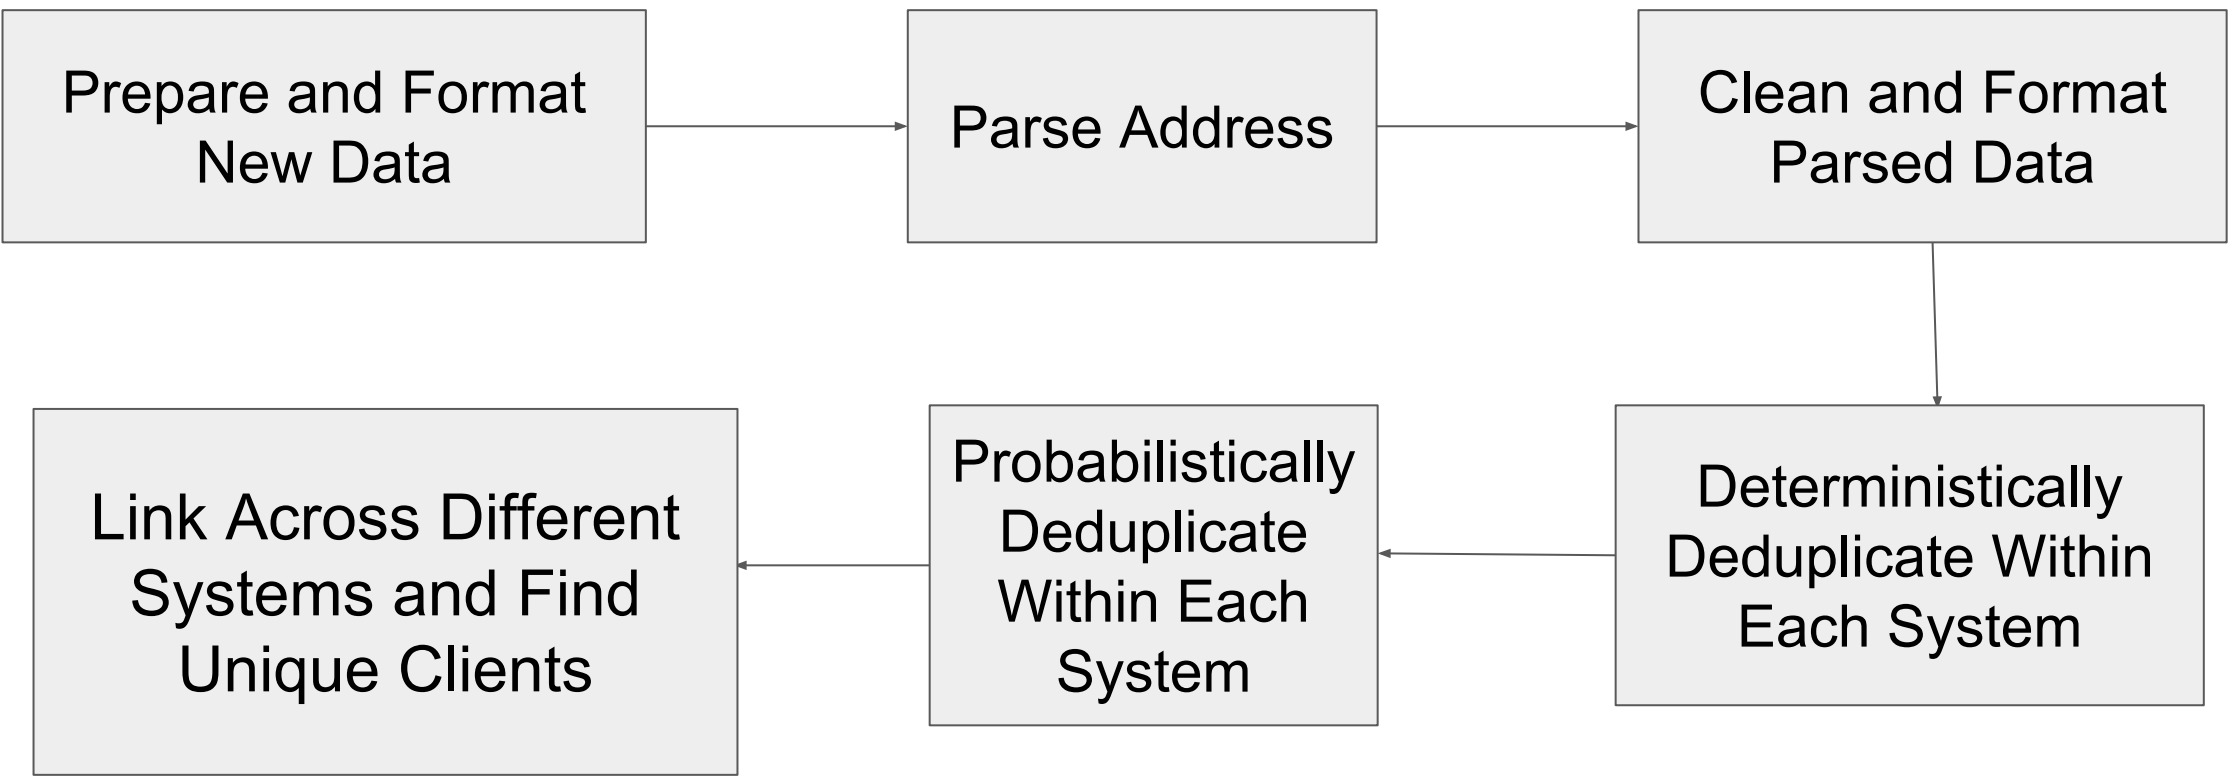 Prepare and Format
New Data
Parse Address
Clean and Format
Parsed Data
Deterministically
Deduplicate Within
Each System
Probabilistically
Deduplicate
Within Each
System
Link Across Different
Systems and Find
Unique Clients